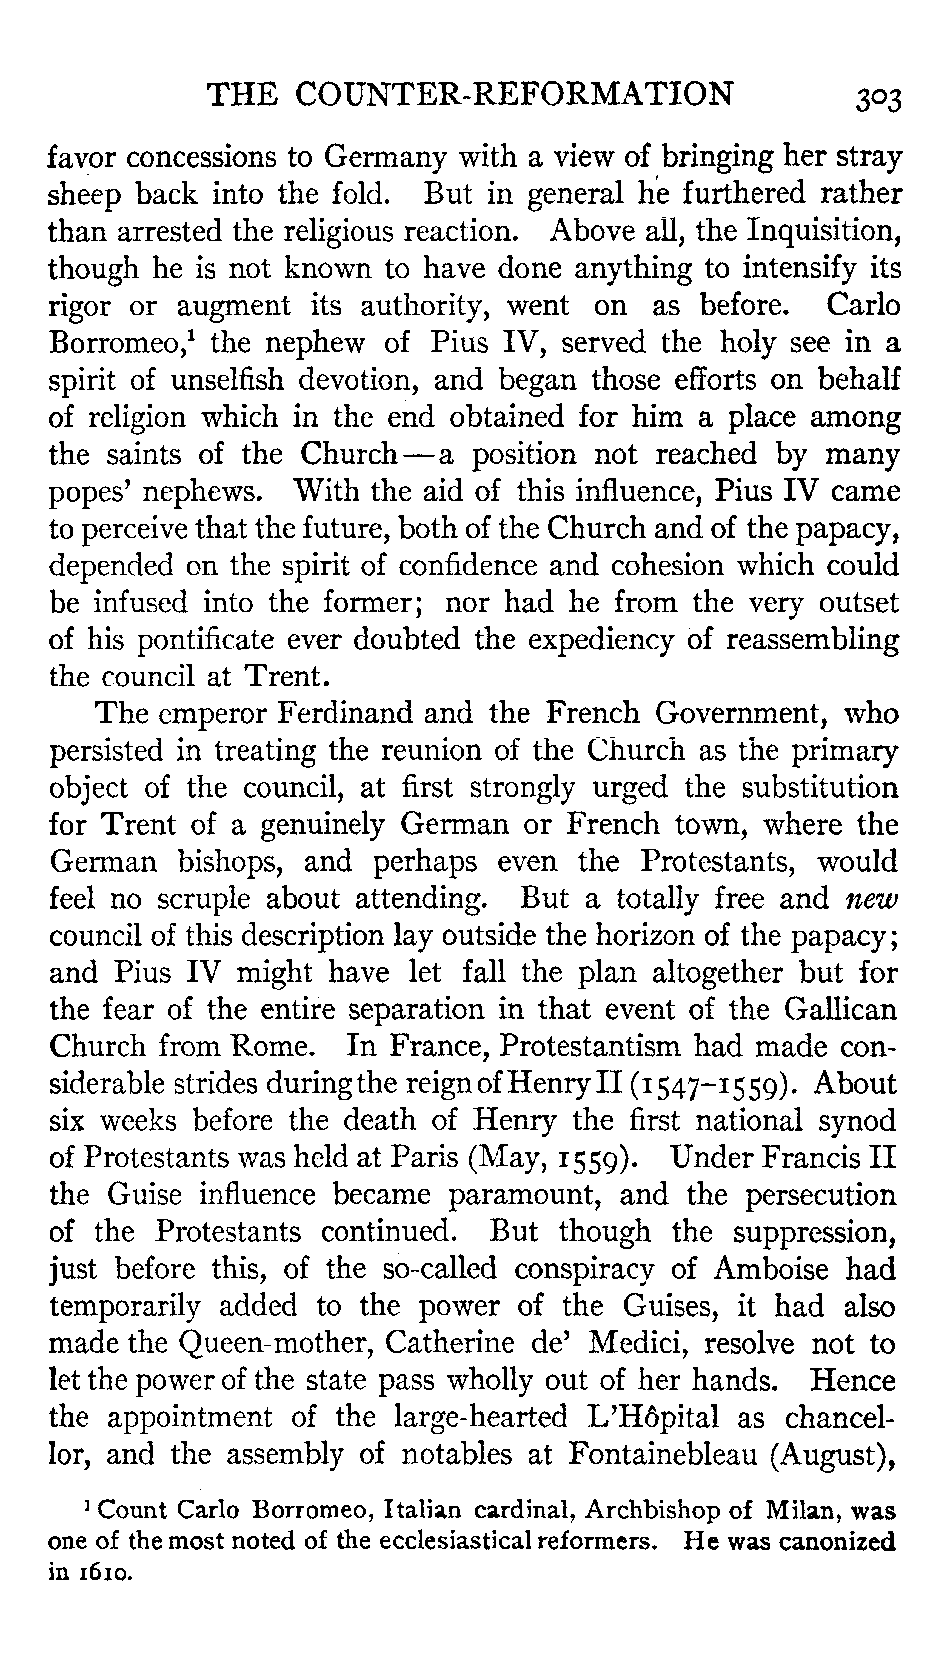 THE COUNTER-REFORMATION 303
favor concessions to Germany with a view of bringing her stray
sheep back into the fold. But in general he furthered rather
than arrested the religious reaction. Above all, the Inquisition,
though he is not known to have done anything to intensify its
rigor or augment its authority, went on as before. Carlo
Borromeo,¹ the nephew of Pius IV, served the holy see in a
spirit of unselfish devotion, and began those efforts on behalf
of religion which in the end obtained for him a place among
the saints of the Church—a position not reached by many
popes' nephews. With the aid of this influence, Pius IV came
to perceive that the future, both of the Church and of the papacy,
depended on the spirit of confidence and cohesion which could
be infused into the former; nor had he from the very outset
of his pontificate ever doubted the expediency of reassembling
the council at Trent.
The emperor Ferdinand and the French Government, who
persisted in treating the reunion of the Church as the primary
object of the council, at first strongly urged the substitution
for Trent of a genuinely German or French town, where the
German bishops, and perhaps even the Protestants, would
feel no scruple about attending. But a totally free and new
council of this description lay outside the horizon of the papacy;
and Pius IV might have let fall the plan altogether but for
the fear of the entire separation in that event of the Gallican
Church from Rome. In France, Protestantism had made con-
siderable strides during the reign of Henry II (1547–1559). About
six weeks before the death of Henry the first national synod
of Protestants was held at Paris (May, 1559). Under Francis II
the Guise influence became paramount, and the persecution
of the Protestants continued. But though the suppression,
just before this, of the so-called conspiracy of Amboise had
temporarily added to the power of the Guises, it had also
made the Queen-mother, Catherine de' Medici, resolve not to
let the power of the state pass wholly out of her hands. Hence
the appointment of the large-hearted L'Hôpital as chancel-
lor, and the assembly of notables at Fontainebleau (August),
¹ Count Carlo Borromeo, Italian cardinal, Archbishop of Milan, was
one of the most noted of the ecclesiastical reformers. He was canonized
in 1610.